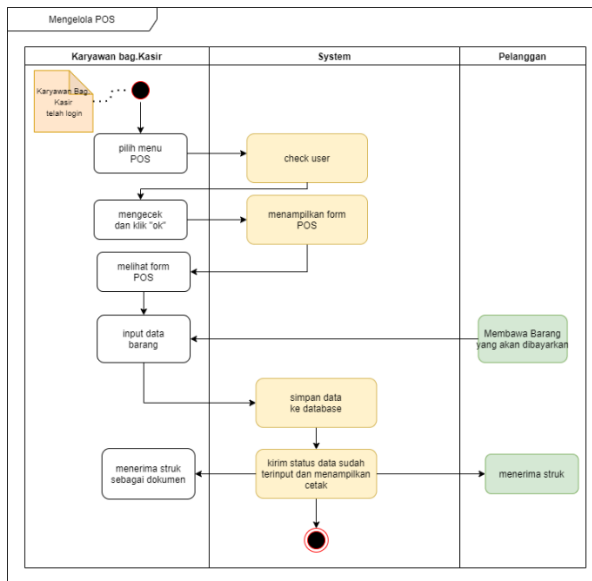 Mengelola POS
Karyawan bag.Kasir
System
Pelanggan
Karyawan Bag.
Kasir
telah login
pilih menu
POS
check user
mengecek
dan klik "ok"
menampilkan form
POS
melihat form
POS
input data
barang
Membawa Barang
yang akan dibayarkan
simpan data
ke database
menerima struk
sebagai dokumen
kirim status data sudah
terinput dan menampilkan
cetak
menerima struk